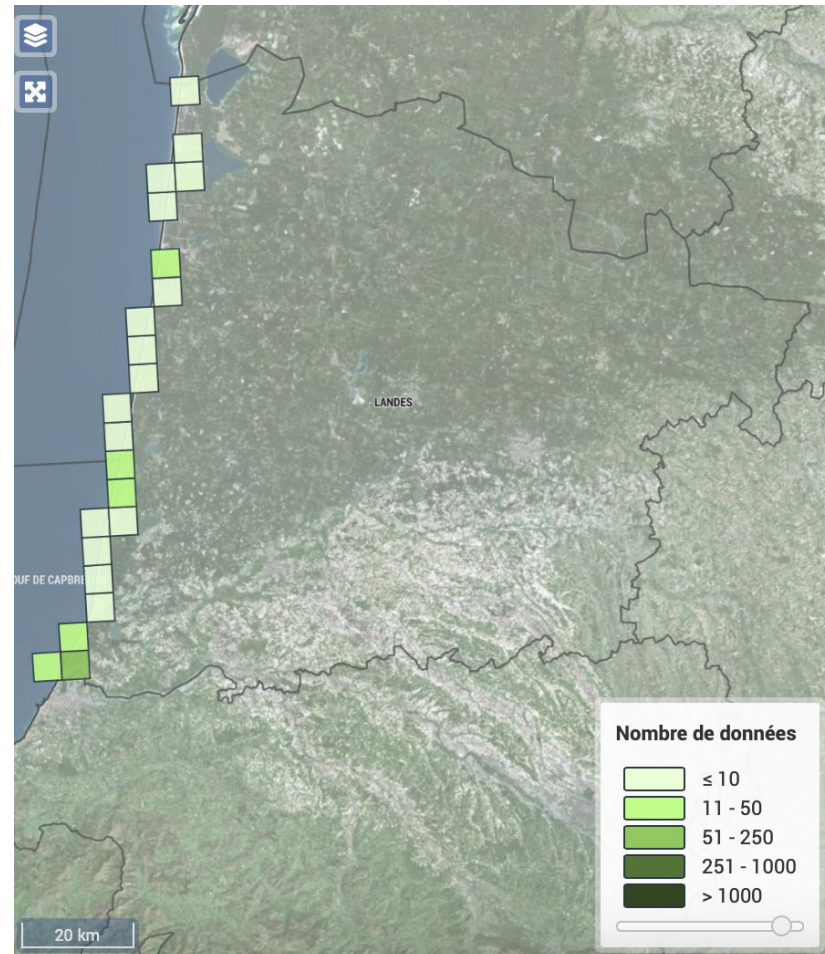 LANDES
OUF DE CAPBRETON
Nombre de données
≤ 10
11 - 50
51 - 250
251 - 1000
> 1000
20 km